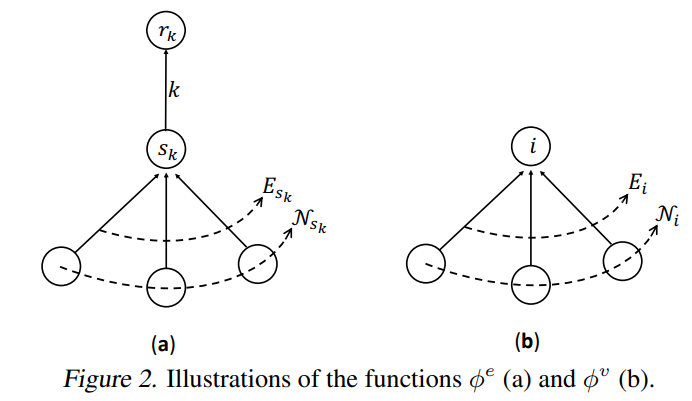 r_k
k
s_k
E_{s_k}
𝒩_{s_k}
(a)
i
E_i
𝒩_i
(b)
Figure 2. Illustrations of the functions ϕ^e (a) and ϕ^v (b).